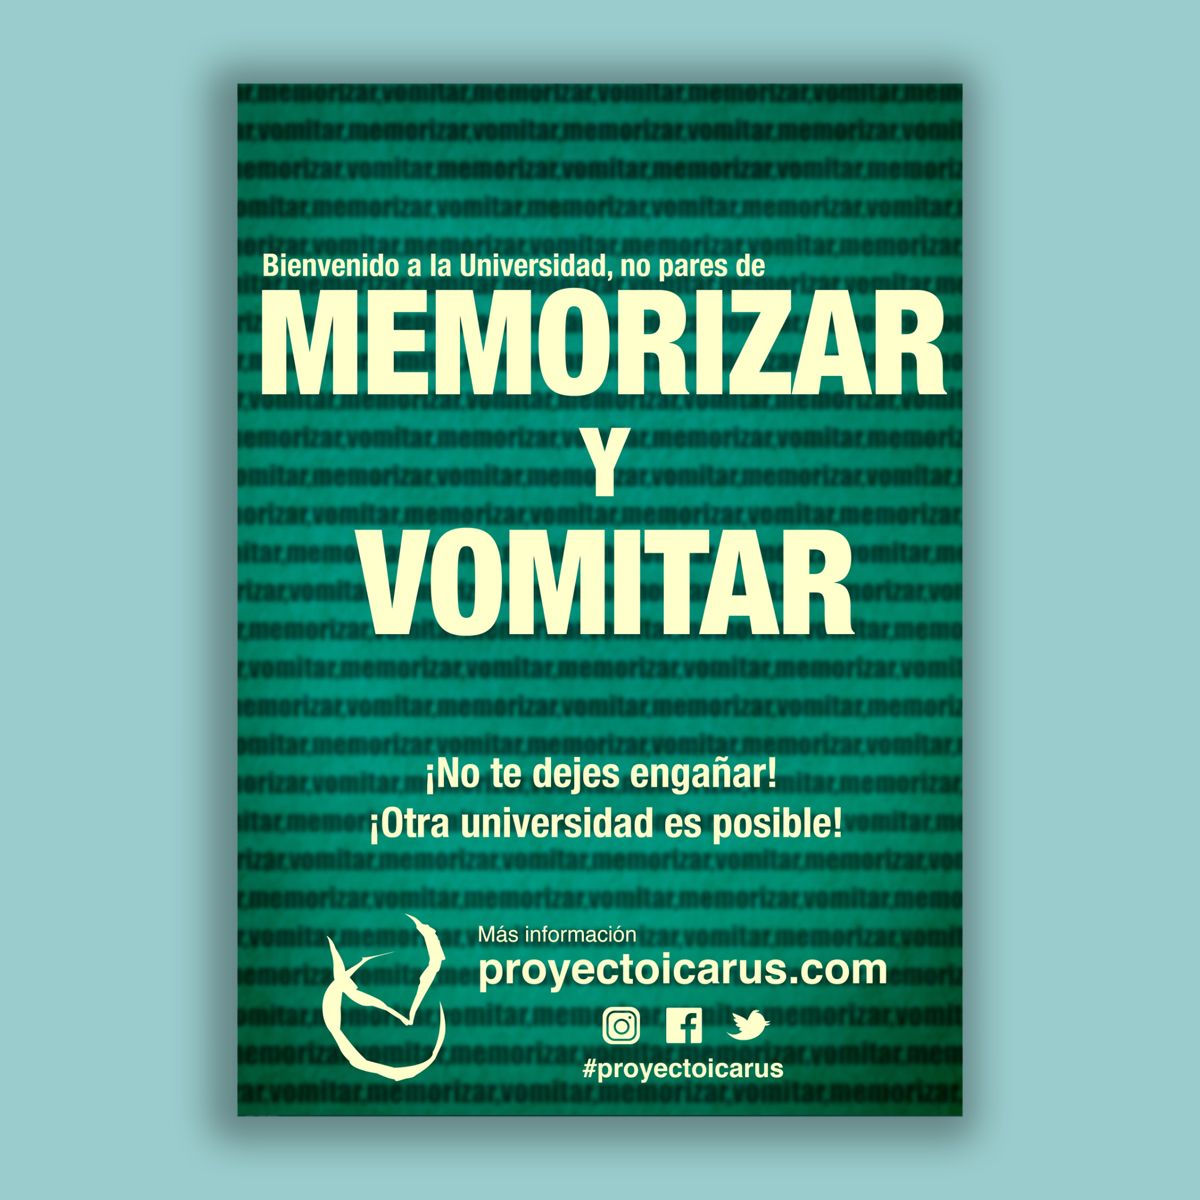 Bienvenido a la Universidad, no pares de
MEMORIZAR
Y
VOMITAR
¡No te dejes engañar!
¡Otra universidad es posible!
Más información
proyectoicarus.com
#proyectoicarus